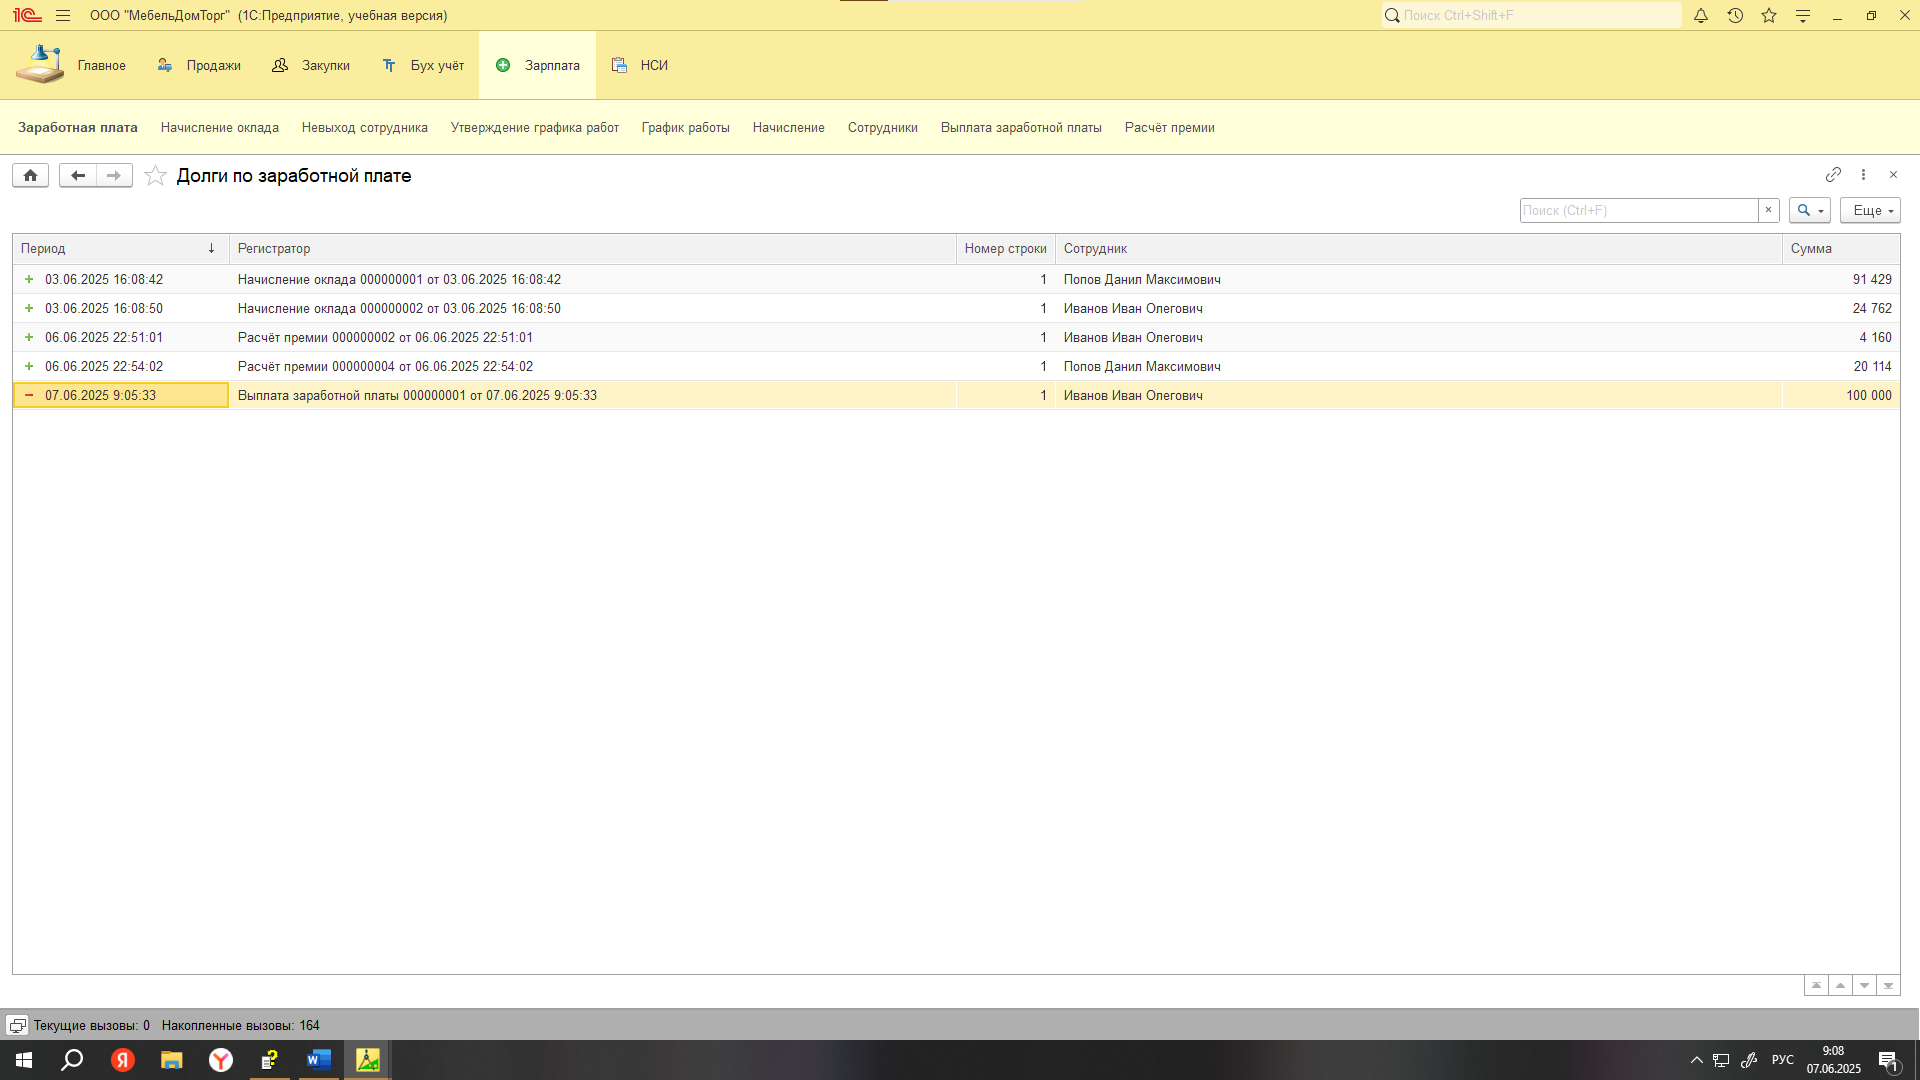 1С ООО "МебельДомТорг" (1С:Предприятие, учебная версия) Поиск Ctrl+Shift+F
Главное Продажи Закупки Бух учёт Зарплата НСИ
Заработная плата Начисление оклада Невыход сотрудника Утверждение графика работ График работы Начисление Сотрудники Выплата заработной платы Расчёт премии
Долги по заработной плате
Поиск (Ctrl+F) × Еще
Период ↓ Регистратор Номер строки Сотрудник Сумма
+ 03.06.2025 16:08:42 Начисление оклада 000000001 от 03.06.2025 16:08:42 1 Попов Данил Максимович 91 429
+ 03.06.2025 16:08:50 Начисление оклада 000000002 от 03.06.2025 16:08:50 1 Иванов Иван Олегович 24 762
+ 06.06.2025 22:51:01 Расчёт премии 000000002 от 06.06.2025 22:51:01 1 Иванов Иван Олегович 4 160
+ 06.06.2025 22:54:02 Расчёт премии 000000004 от 06.06.2025 22:54:02 1 Попов Данил Максимович 20 114
− 07.06.2025 9:05:33 Выплата заработной платы 000000001 от 07.06.2025 9:05:33 1 Иванов Иван Олегович 100 000
Текущие вызовы: 0 Накопленные вызовы: 164
РУС 9:08
07.06.2025 1